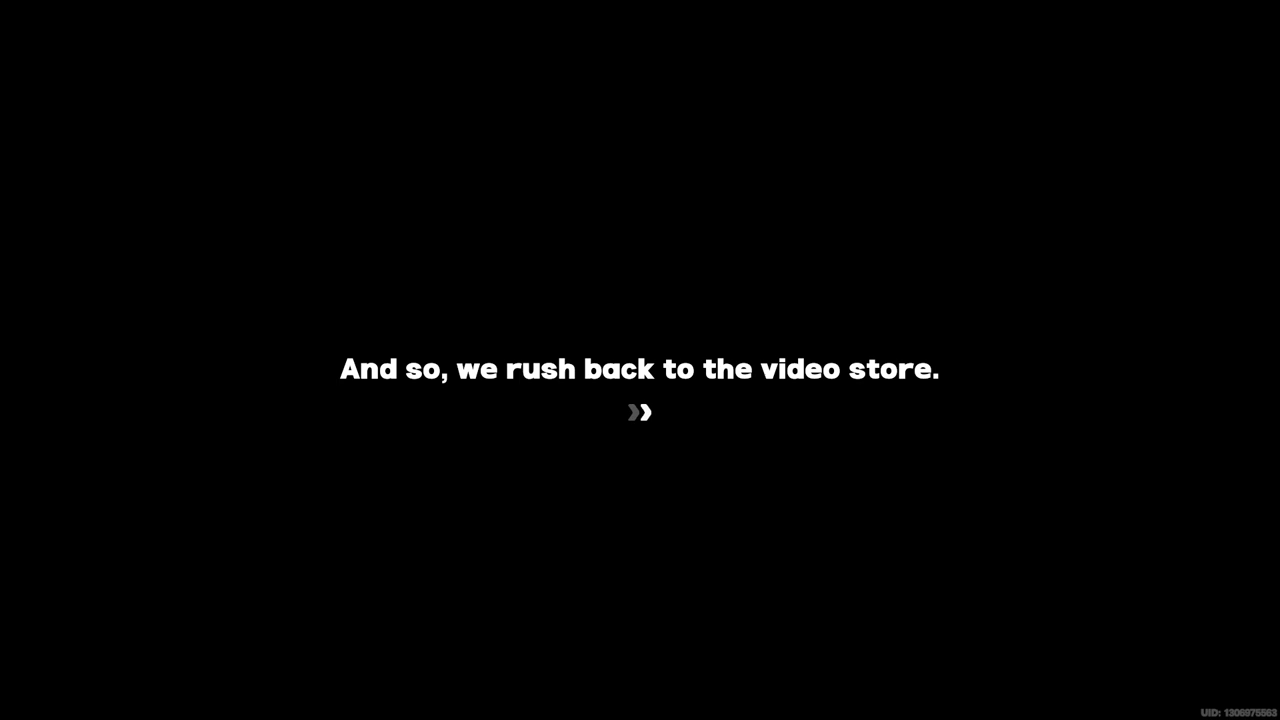 And so, we rush back to the video store.
UID: 1306975563